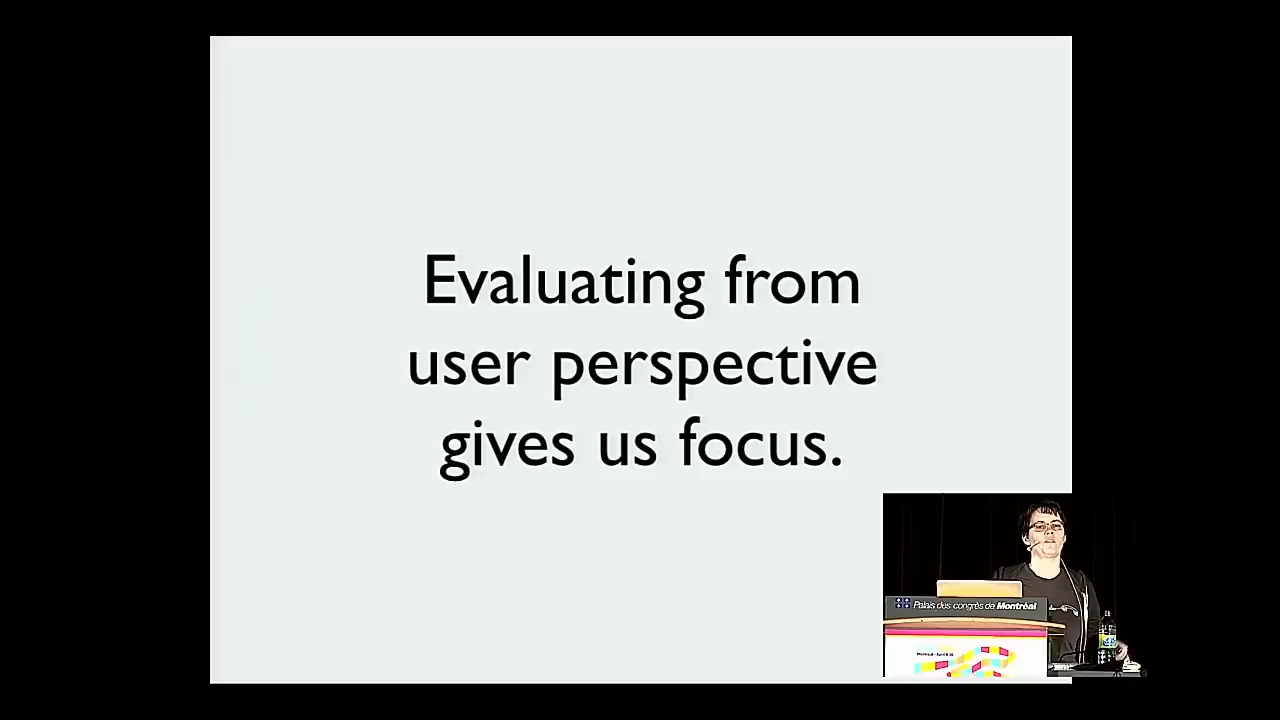 Evaluating from
user perspective
gives us focus.
Palais des congrès de Montréal